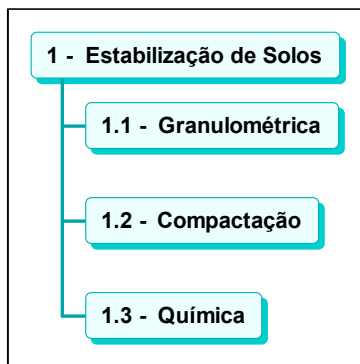 1 - Estabilização de Solos
1.1 - Granulométrica
1.2 - Compactação
1.3 - Química